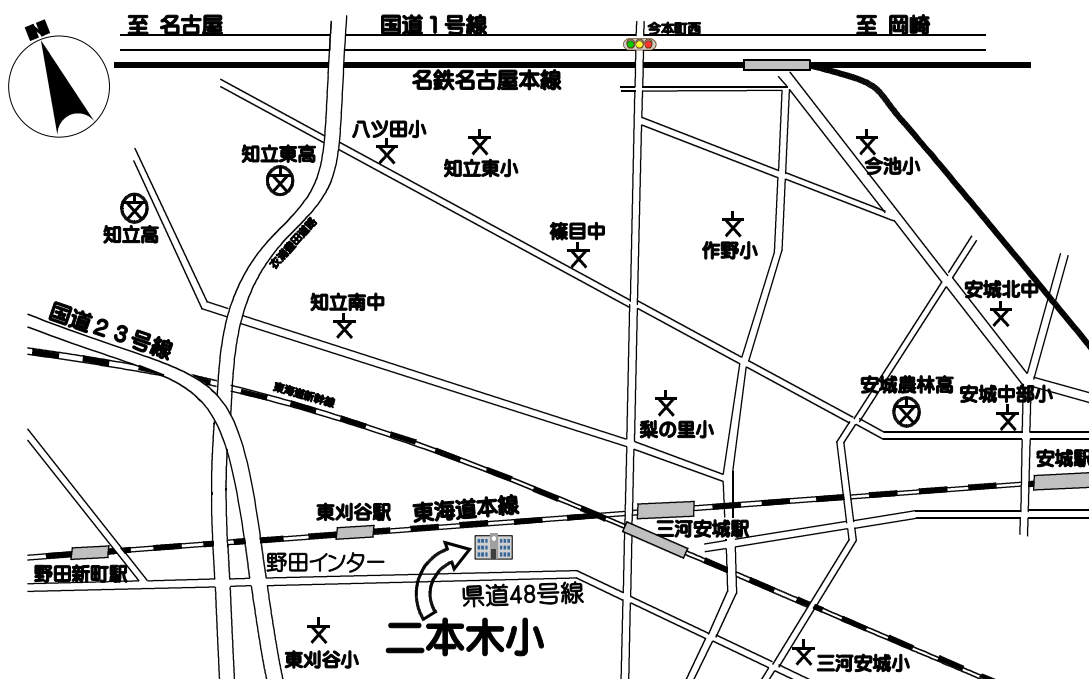 至 名古屋
国道1号線
今本町西
至 岡崎
N
名鉄名古屋本線
八ツ田小
知立東高
知立東小
今池小
知立高
衣浦豊田道路
篠目中
作野小
知立南中
安城北中
国道23号線
東海道新幹線
安城農林高
安城中部小
梨の里小
安城駅
東刈谷駅
東海道本線
三河安城駅
野田新町駅
野田インター
県道48号線
二本木小
東刈谷小
三河安城小